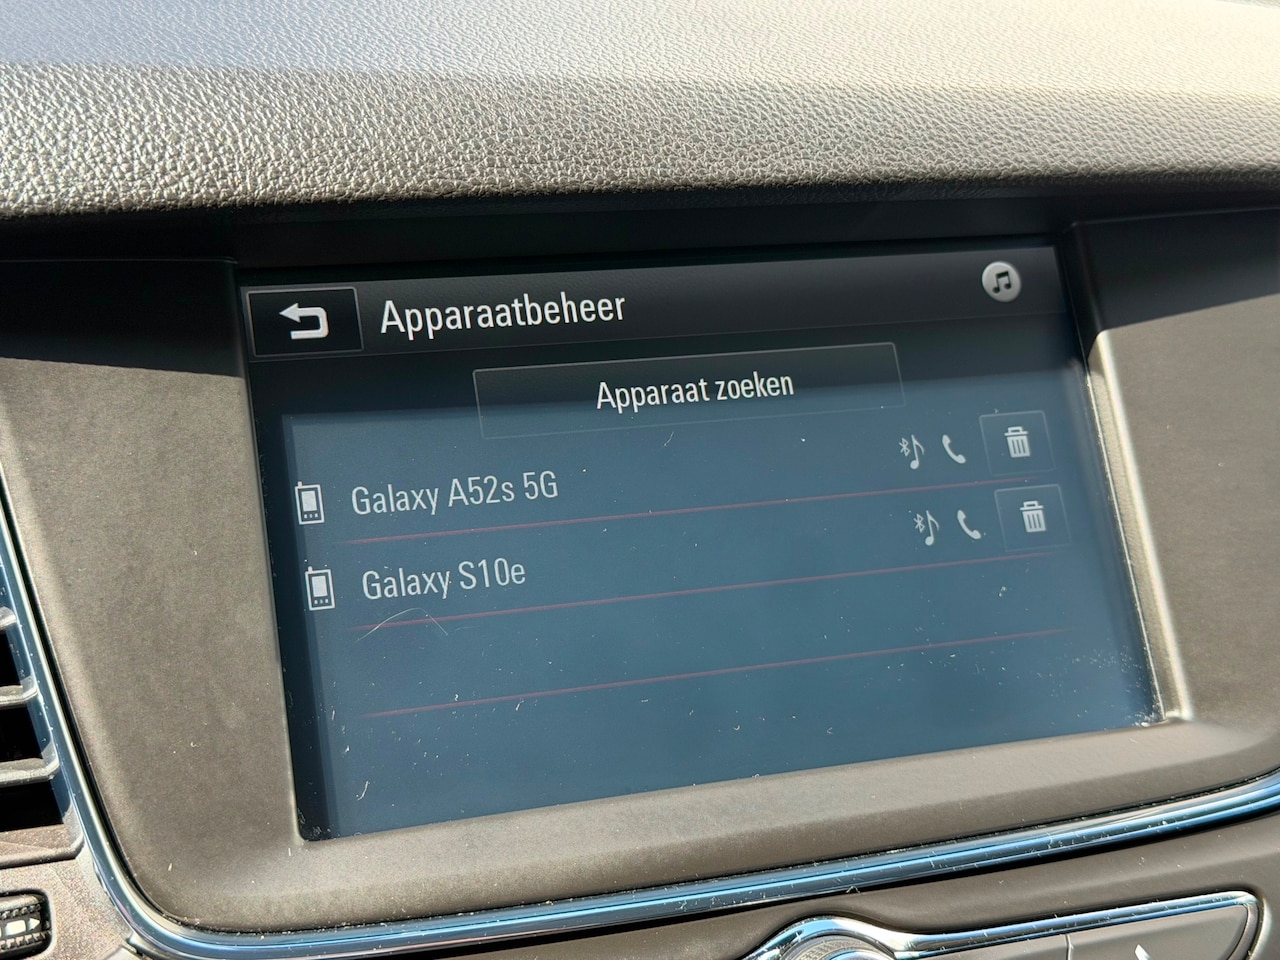 Apparaatbeheer
Apparaat zoeken
Galaxy A52s 5G
Galaxy S10e